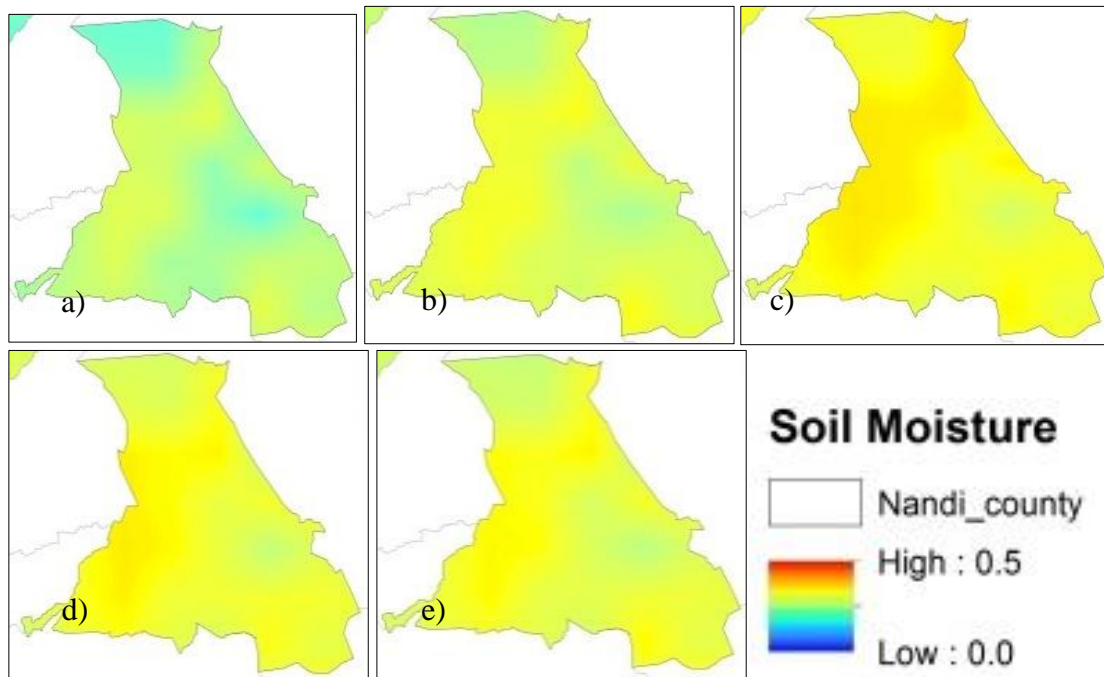 a)
b)
c)
d)
e)
Soil Moisture
Nandi_county
High : 0.5
Low : 0.0